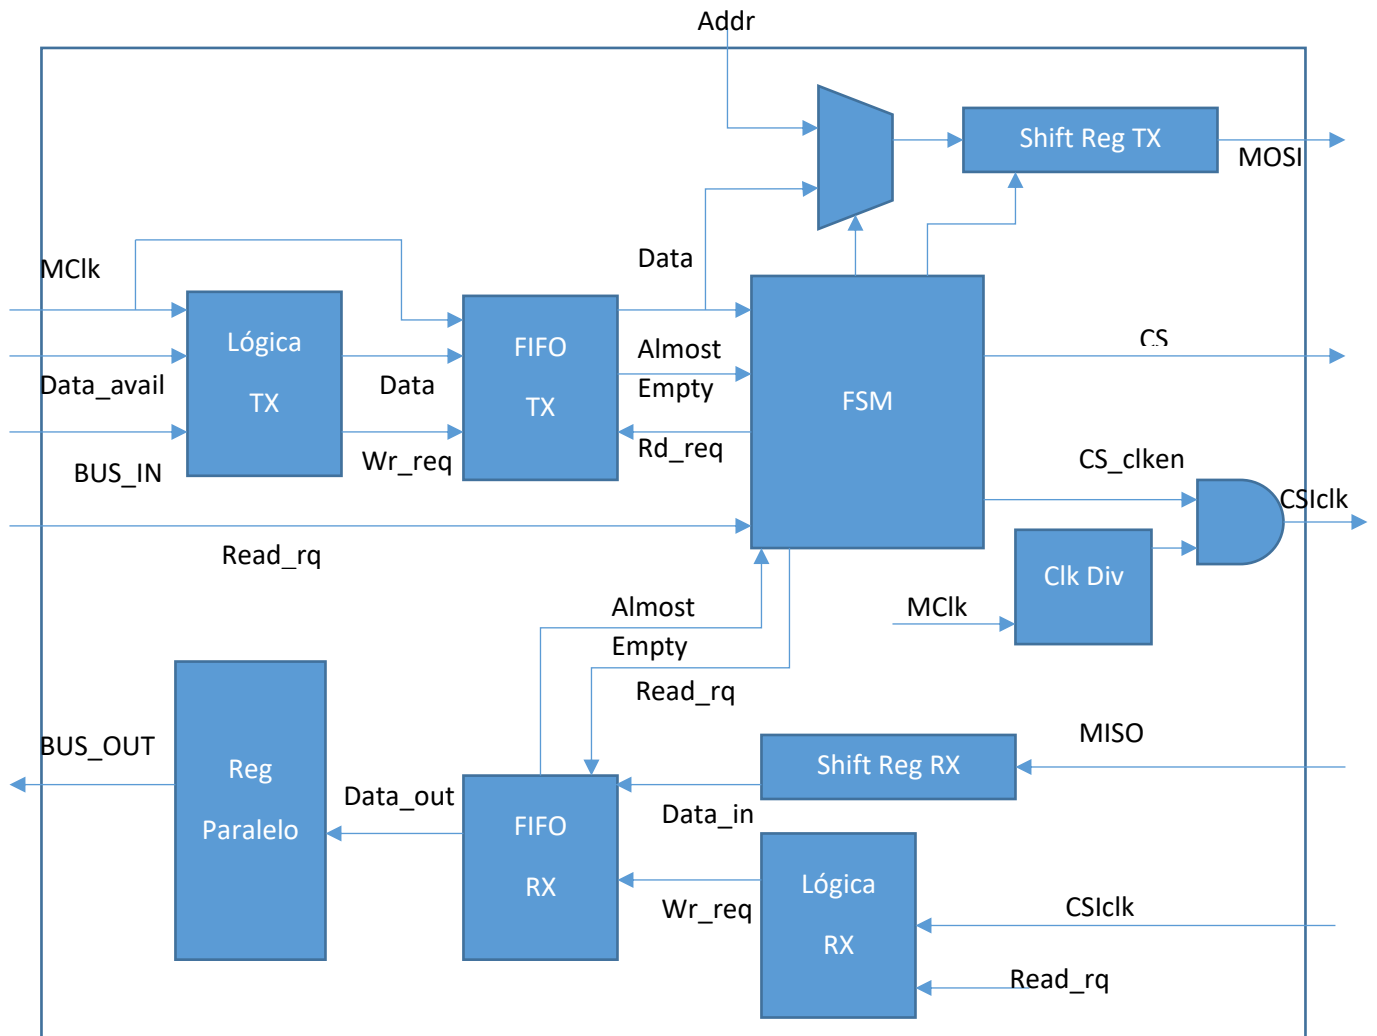 Addr
Shift Reg TX
MOSI
MClk
Data
Lógica
TX
FIFO
TX
Almost
Empty
FSM
CS
Data_avail
Data
Rd_req
BUS_IN
Wr_req
CS_clken
CSIclk
Read_rq
Clk Div
MClk
Almost
Empty
Read_rq
BUS_OUT
Reg
Paralelo
MISO
Shift Reg RX
Data_out
Data_in
FIFO
RX
Lógica
RX
Wr_req
CSIclk
Read_rq